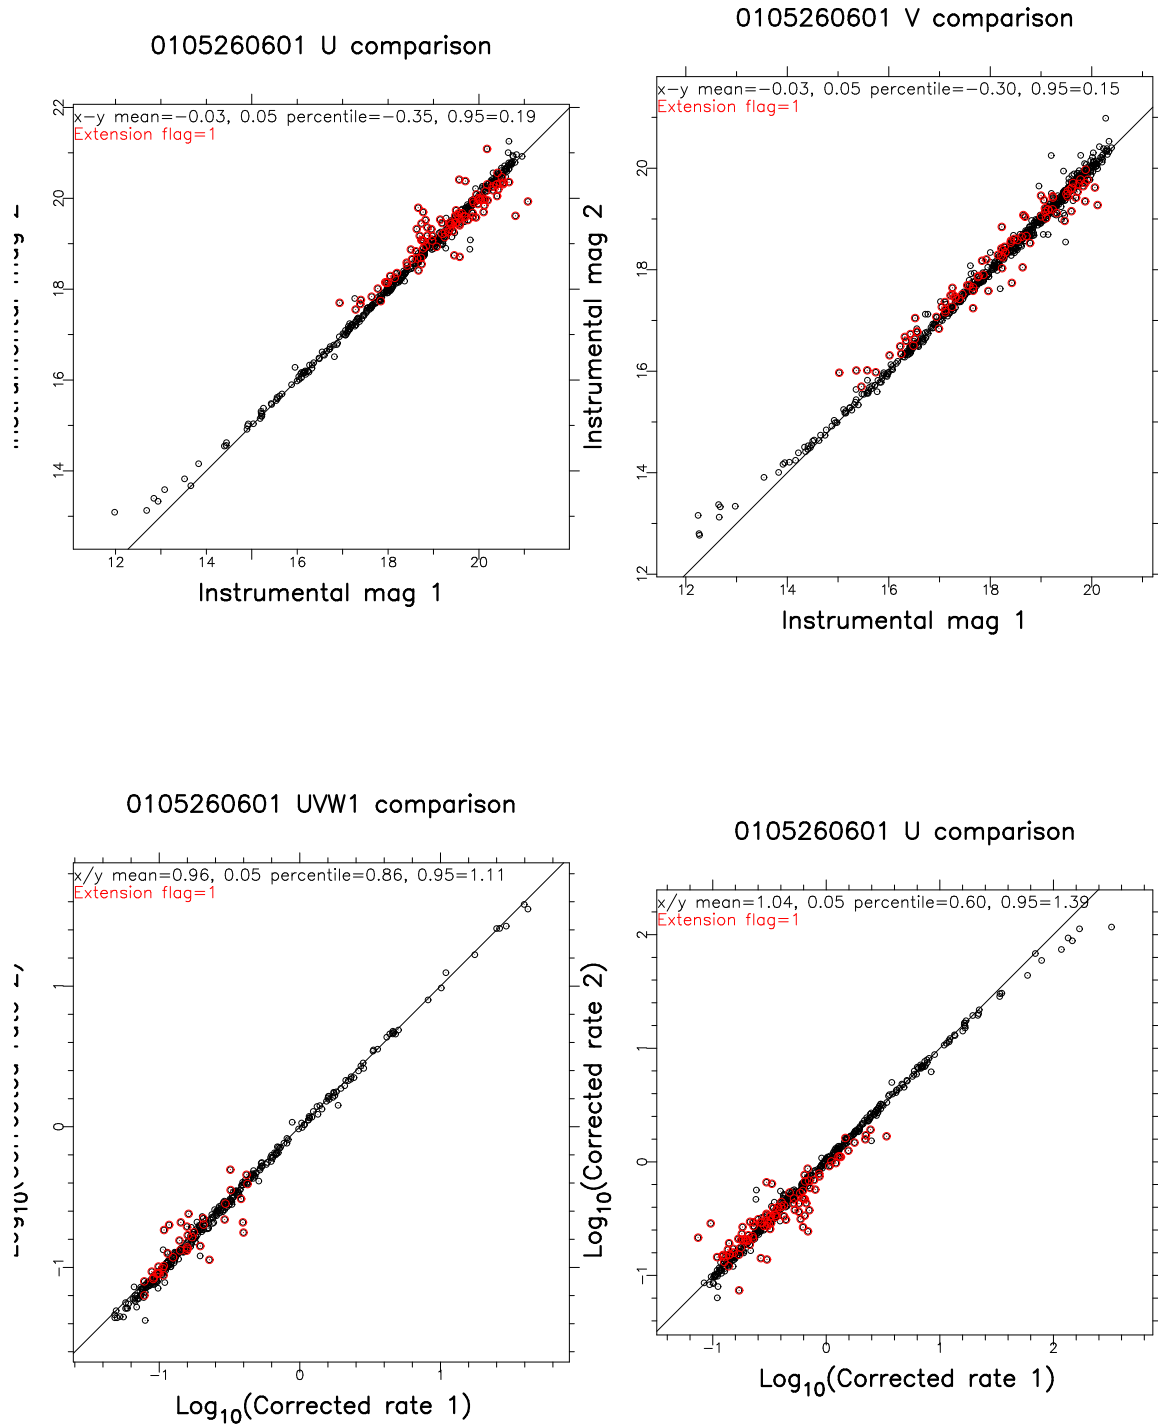 0105260601 U comparison
x-y mean=-0.03, 0.05 percentile=-0.35, 0.95=0.19
Extension flag=1
22
20
18
16
14
12 14 16 18 20
Instrumental mag 1
0105260601 V comparison
x-y mean=-0.03, 0.05 percentile=-0.30, 0.95=0.15
Extension flag=1
Instrumental mag 2
20
18
16
14
12
12 14 16 18 20
Instrumental mag 1
0105260601 UVW1 comparison
x/y mean=0.96, 0.05 percentile=0.86, 0.95=1.11
Extension flag=1
1
0
-1
-1 0 1
Log10(Corrected rate 1)
0105260601 U comparison
x/y mean=1.04, 0.05 percentile=0.60, 0.95=1.39
Extension flag=1
Log10(Corrected rate 2)
2
1
0
-1
-1 0 1 2
Log10(Corrected rate 1)